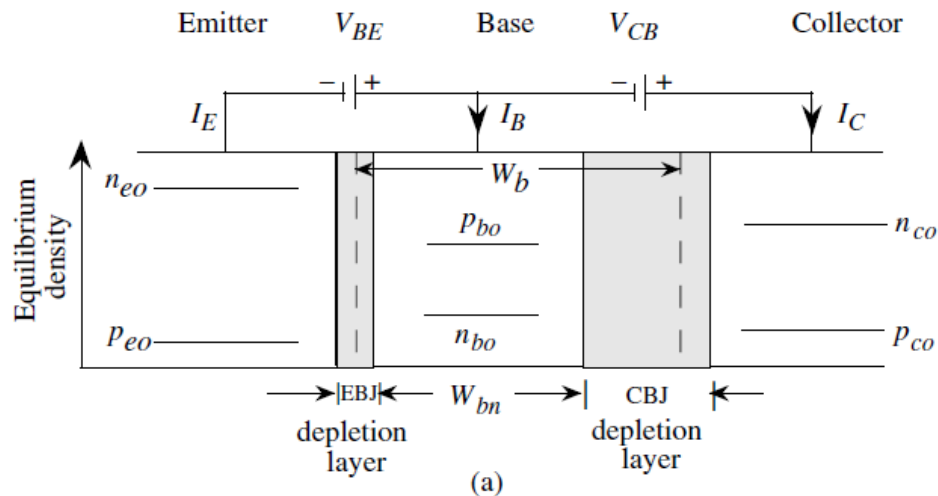 Emitter V_BE Base V_CB Collector
− + − +
I_E I_B I_C
W_b
n_eo
p_bo n_co
Equilibrium
density
p_eo n_bo p_co
EBJ W_bn CBJ
depletion depletion
layer layer
(a)